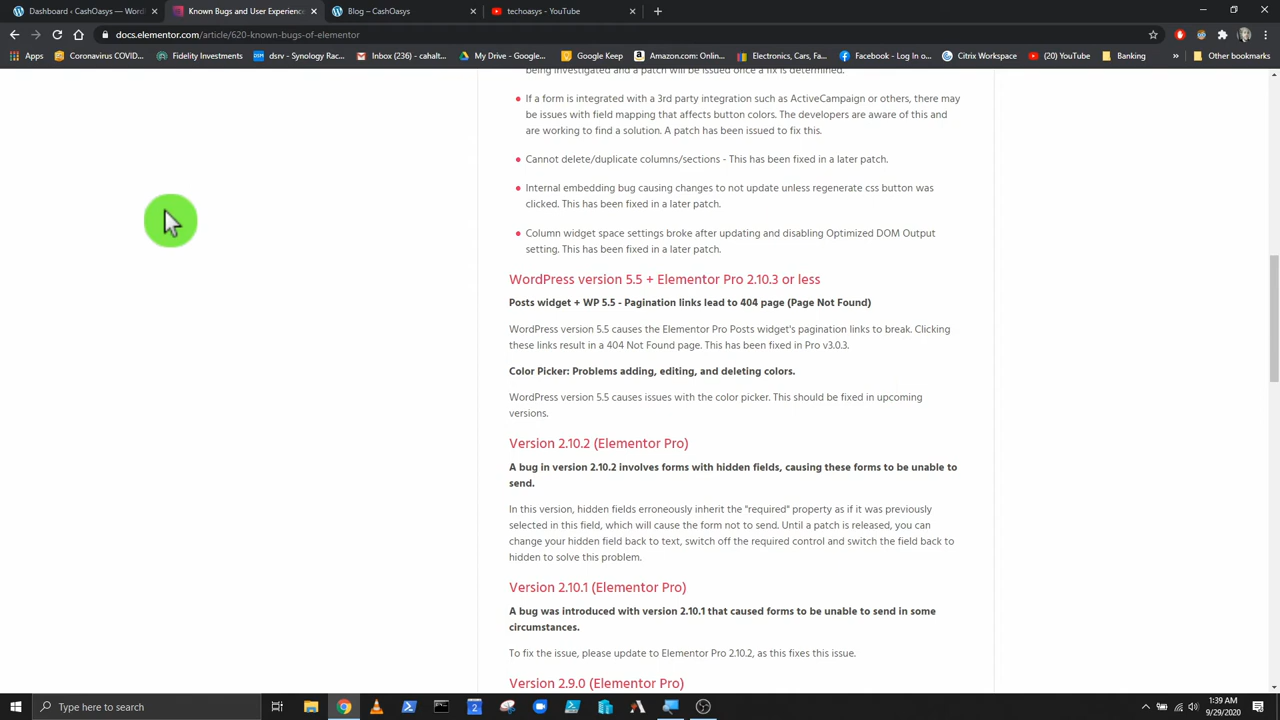 Dashboard ‹ CashOasys — WordP
Known Bugs and User Experience
Blog – CashOasys
techoasys - YouTube
docs.elementor.com/article/620-known-bugs-of-elementor
Apps
Coronavirus COVID...
Fidelity Investments
dsrv - Synology Rac...
Inbox (236) - cahalt...
My Drive - Google...
Google Keep
Amazon.com: Onlin...
Electronics, Cars, Fa...
Facebook - Log In o...
Citrix Workspace
(10) YouTube
Banking
»
Other bookmarks
being investigated and a patch will be issued once a fix is determined.
If a form is integrated with a 3rd party integration such as ActiveCampaign or others, there may
be issues with field mapping that affects button colors. The developers are aware of this and
are working to find a solution. A patch has been issued to fix this.
Cannot delete/duplicate columns/sections - This has been fixed in a later patch.
Internal embedding bug causing changes to not update unless regenerate css button was
clicked. This has been fixed in a later patch.
Column widget space settings broke after updating and disabling Optimized DOM Output
setting. This has been fixed in a later patch.
WordPress version 5.5 + Elementor Pro 2.10.3 or less
Posts widget + WP 5.5 - Pagination links lead to 404 page (Page Not Found)
WordPress version 5.5 causes the Elementor Pro Posts widget's pagination links to break. Clicking
these links result in a 404 Not Found page. This has been fixed in Pro v3.0.3.
Color Picker: Problems adding, editing, and deleting colors.
WordPress version 5.5 causes issues with the color picker. This should be fixed in upcoming
versions.
Version 2.10.2 (Elementor Pro)
A bug in version 2.10.2 involves forms with hidden fields, causing these forms to be unable to
send.
In this version, hidden fields erroneously inherit the "required" property as if it was previously
selected in this field, which will cause the form not to send. Until a patch is released, you can
change your hidden field back to text, switch off the required control and switch the field back to
hidden to solve this problem.
Version 2.10.1 (Elementor Pro)
A bug was introduced with version 2.10.1 that caused forms to be unable to send in some
circumstances.
To fix the issue, please update to Elementor Pro 2.10.2, as this fixes this issue.
Version 2.9.0 (Elementor Pro)
Type here to search
2
1:39 AM
9/29/2020